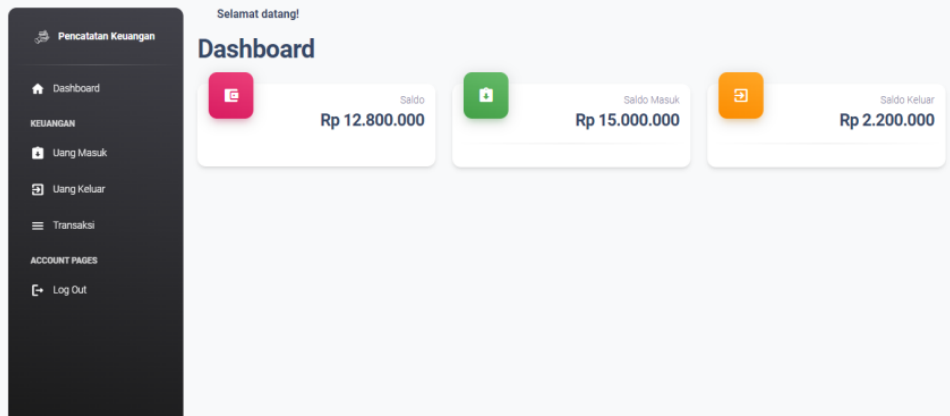 Pencatatan Keuangan
Dashboard
KEUANGAN
Uang Masuk
Uang Keluar
Transaksi
ACCOUNT PAGES
Log Out
Selamat datang!
Dashboard
Saldo
Rp 12.800.000
Saldo Masuk
Rp 15.000.000
Saldo Keluar
Rp 2.200.000